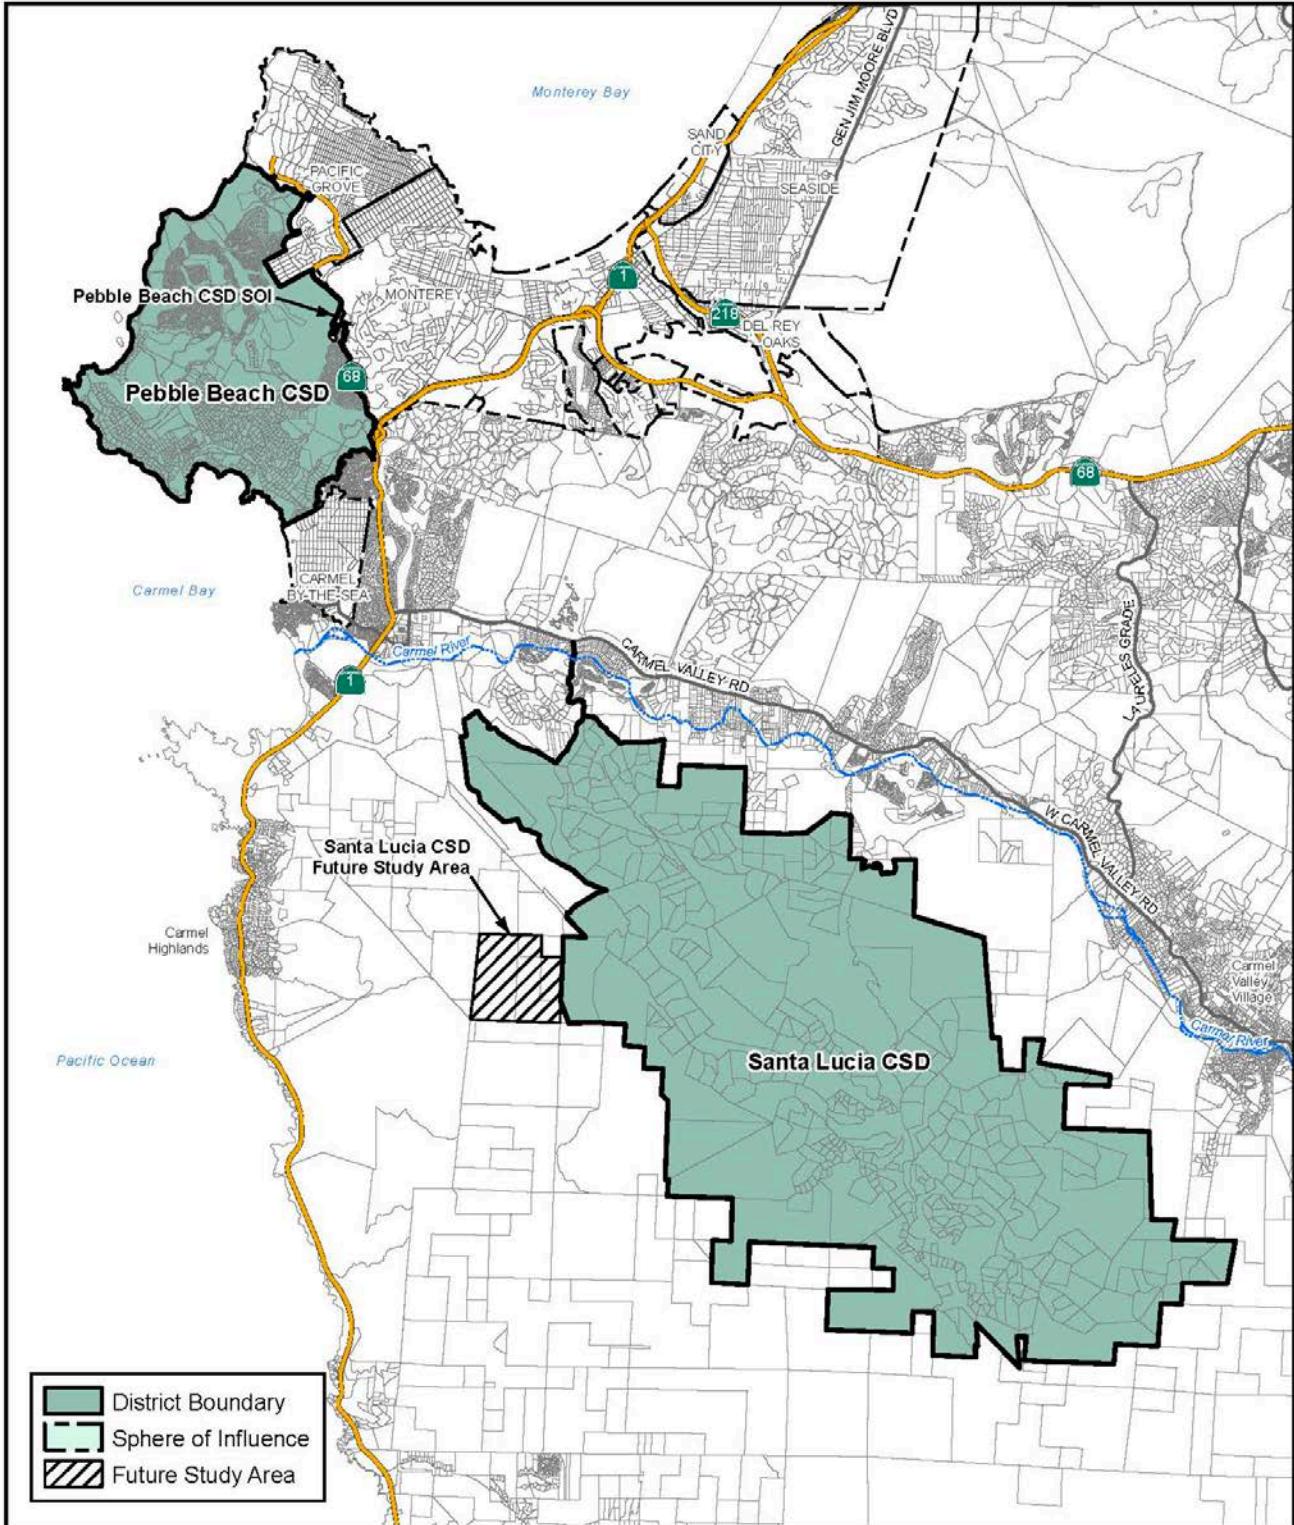 Monterey Bay
GEN JIM MOORE BLVD
SAND
CITY
SEASIDE
PACIFIC
GROVE
1
Pebble Beach CSD SOI
MONTEREY
218
DEL REY
OAKS
68
Pebble Beach CSD
68
CARMEL
BY-THE-SEA
Carmel Bay
LAURELES GRADE
Carmel River
CARMEL VALLEY RD
1
W CARMEL VALLEY RD
Santa Lucia CSD
Future Study Area
Carmel
Highlands
Carmel
Valley
Village
Carmel River
Pacific Ocean
Santa Lucia CSD
District Boundary
Sphere of Influence
Future Study Area